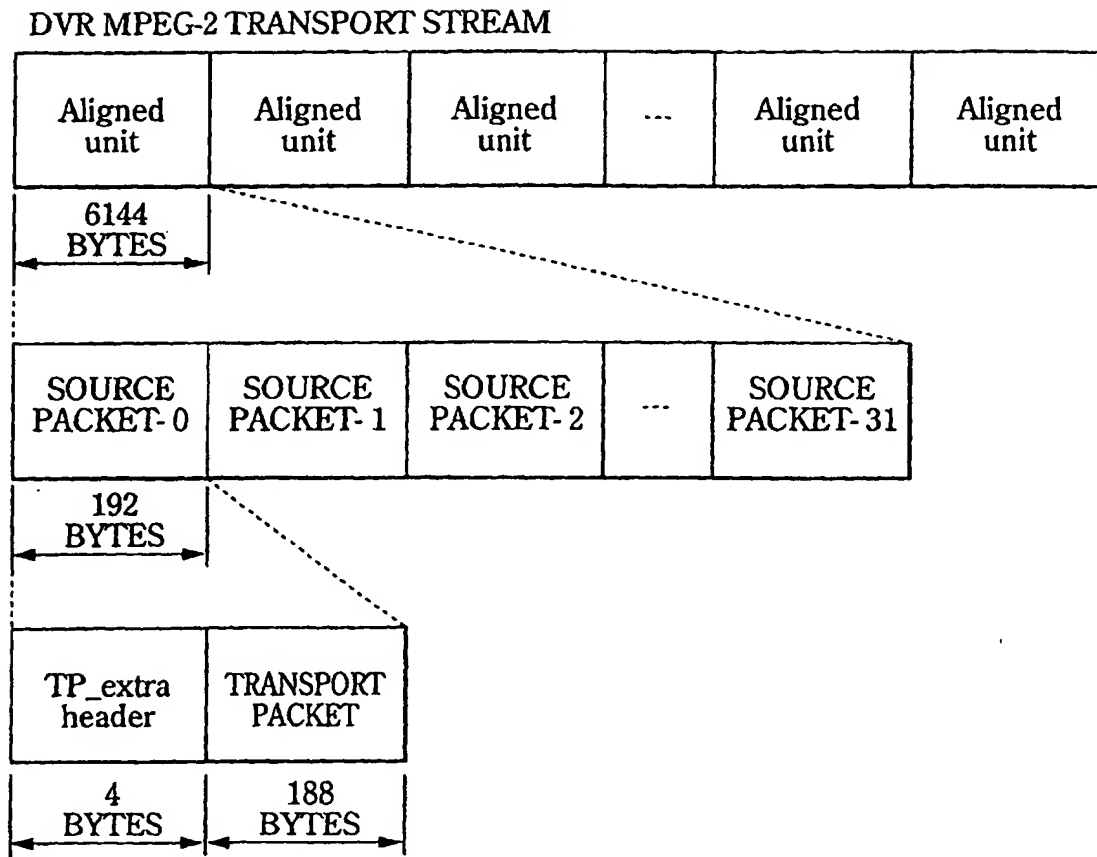 DVR MPEG-2 TRANSPORT STREAM
Aligned unit
Aligned unit
Aligned unit
...
Aligned unit
Aligned unit
6144 BYTES
SOURCE PACKET-0
SOURCE PACKET-1
SOURCE PACKET-2
...
SOURCE PACKET-31
192 BYTES
TP_extra header
TRANSPORT PACKET
4 BYTES
188 BYTES